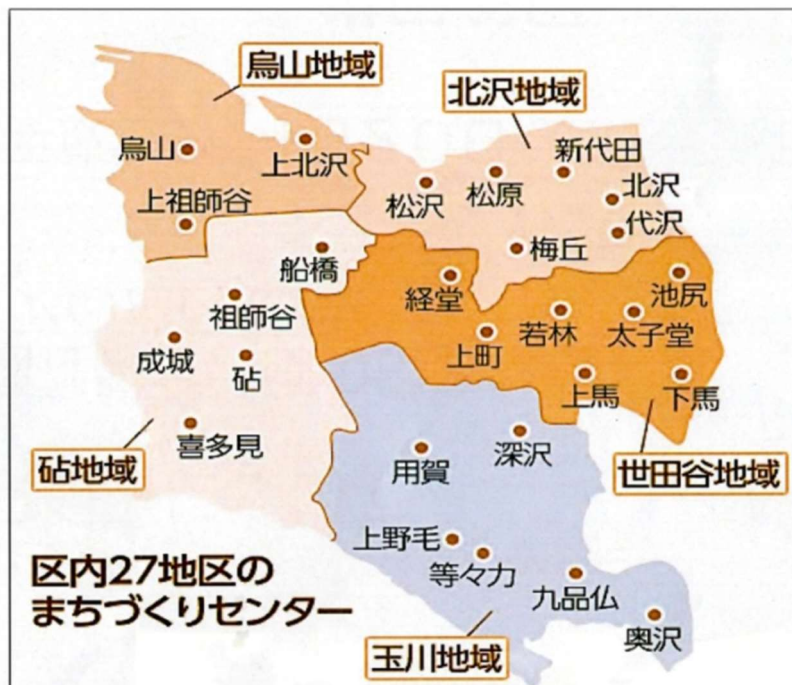 烏山地域
北沢地域
烏山
上北沢
新代田
松原
松沢
北沢
上祖師谷
代沢
船橋
梅丘
経堂
池尻
祖師谷
若林
太子堂
成城
砧
上町
上馬
下馬
喜多見
砧地域
用賀
深沢
世田谷地域
上野毛
等々力
区内27地区の
まちづくりセンター
九品仏
奥沢
玉川地域